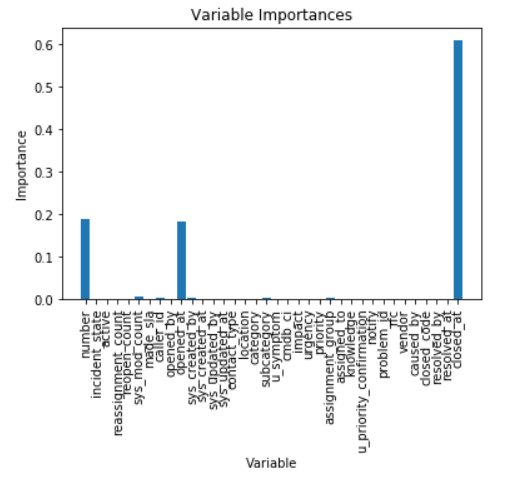 Variable Importances
Importance
0.6
0.5
0.4
0.3
0.2
0.1
0.0
number
incident_state
active
reassignment_count
reopen_count
sys_mod_count
made_sla
caller_id
opened_by
opened_at
sys_created_by
sys_created_at
sys_updated_by
sys_updated_at
contact_type
location
category
subcategory
u_symptom
cmdb_ci
impact
urgency
priority
assignment_group
assigned_to
knowledge
u_priority_confirmation
notify
problem_id
rfc
vendor
caused_by
closed_code
resolved_by
resolved_at
closed_at
Variable